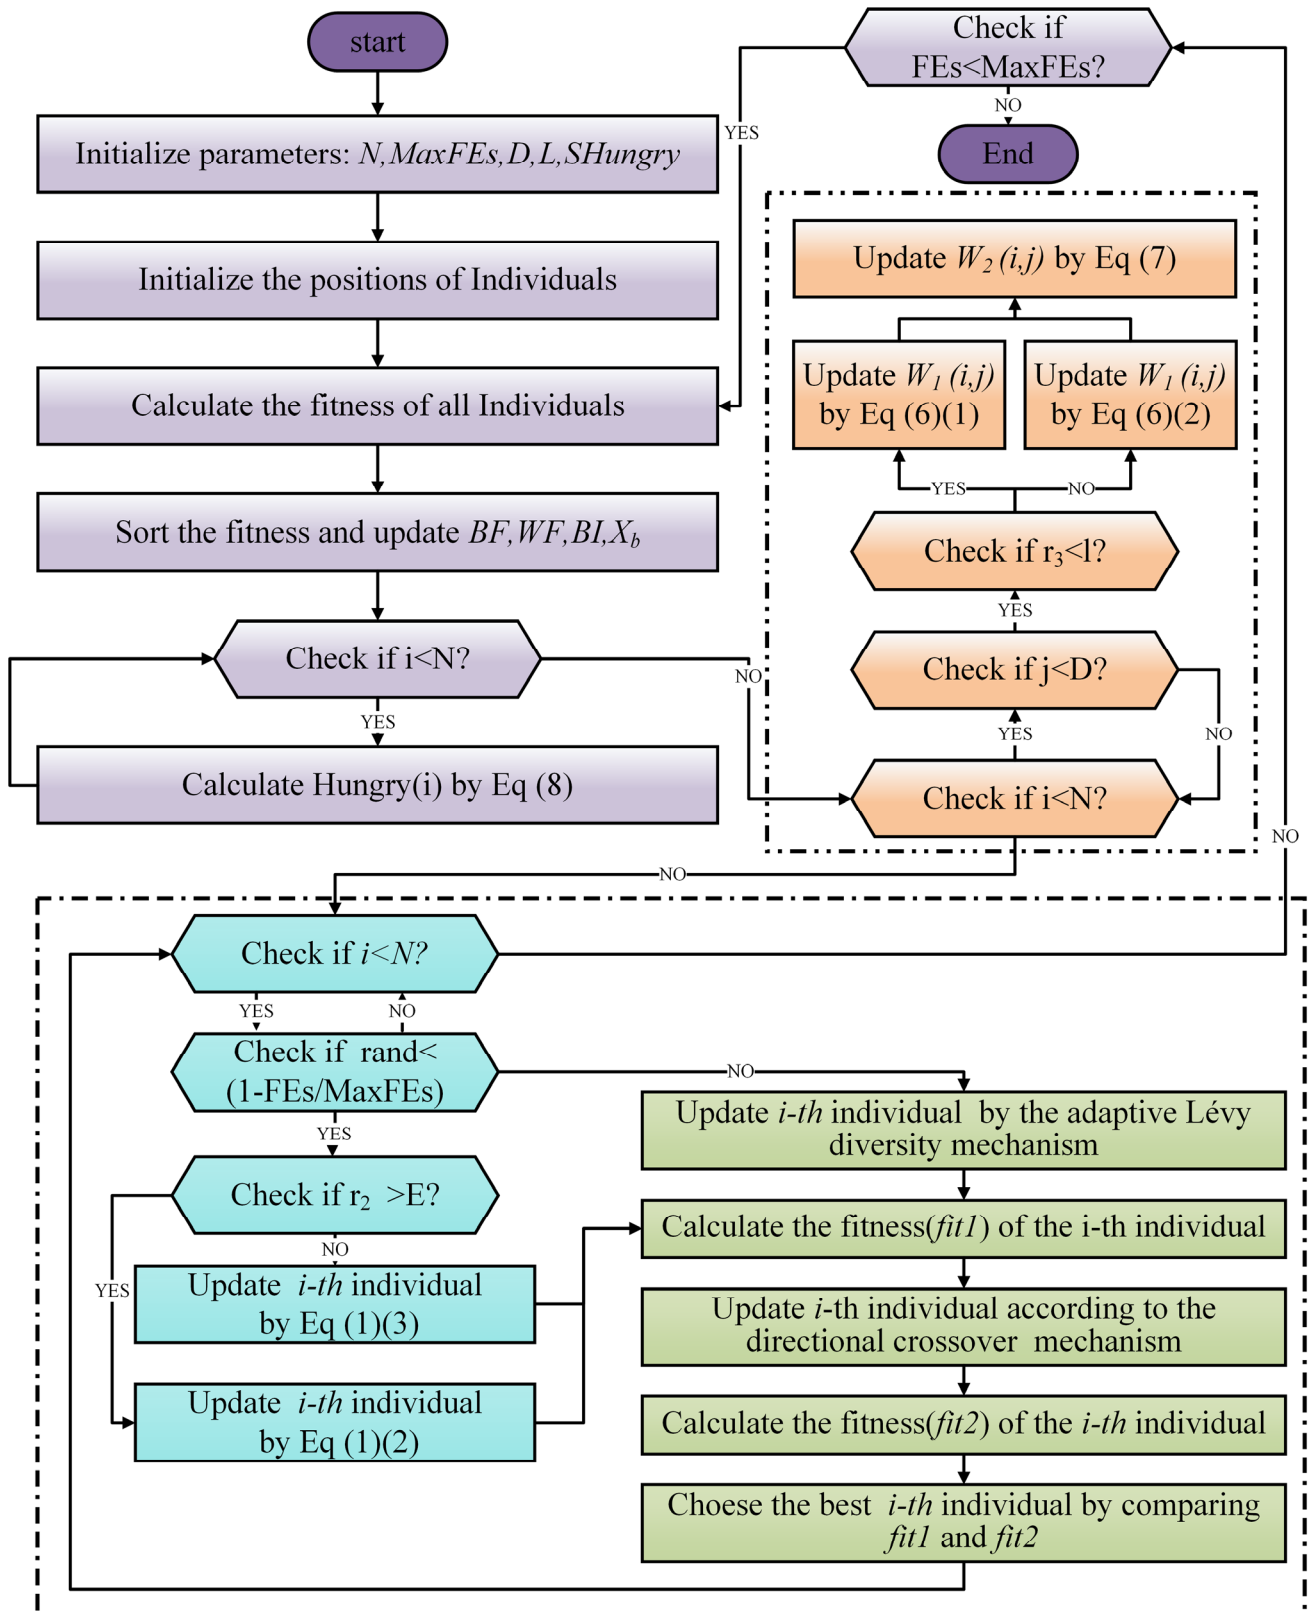 start
Initialize parameters: N,MaxFEs,D,L,SHungry
Initialize the positions of Individuals
Calculate the fitness of all Individuals
Sort the fitness and update BF,WF,BI,X_b
Check if i<N?
YES
Calculate Hungry(i) by Eq (8)
NO
Check if
FEs<MaxFEs?
NO
End
YES
Update W_2 (i,j) by Eq (7)
Update W_1 (i,j)
by Eq (6)(1)
Update W_1 (i,j)
by Eq (6)(2)
YES
NO
Check if r_3<l?
YES
Check if j<D?
YES
NO
Check if i<N?
NO
NO
Check if i<N?
YES
NO
Check if rand<
(1-FEs/MaxFEs)
NO
YES
Check if r_2 >E?
NO
YES
Update i-th individual
by Eq (1)(3)
Update i-th individual
by Eq (1)(2)
Update i-th individual by the adaptive Lévy
diversity mechanism
Calculate the fitness(fit1) of the i-th individual
Update i-th individual according to the
directional crossover mechanism
Calculate the fitness(fit2) of the i-th individual
Choese the best i-th individual by comparing
fit1 and fit2